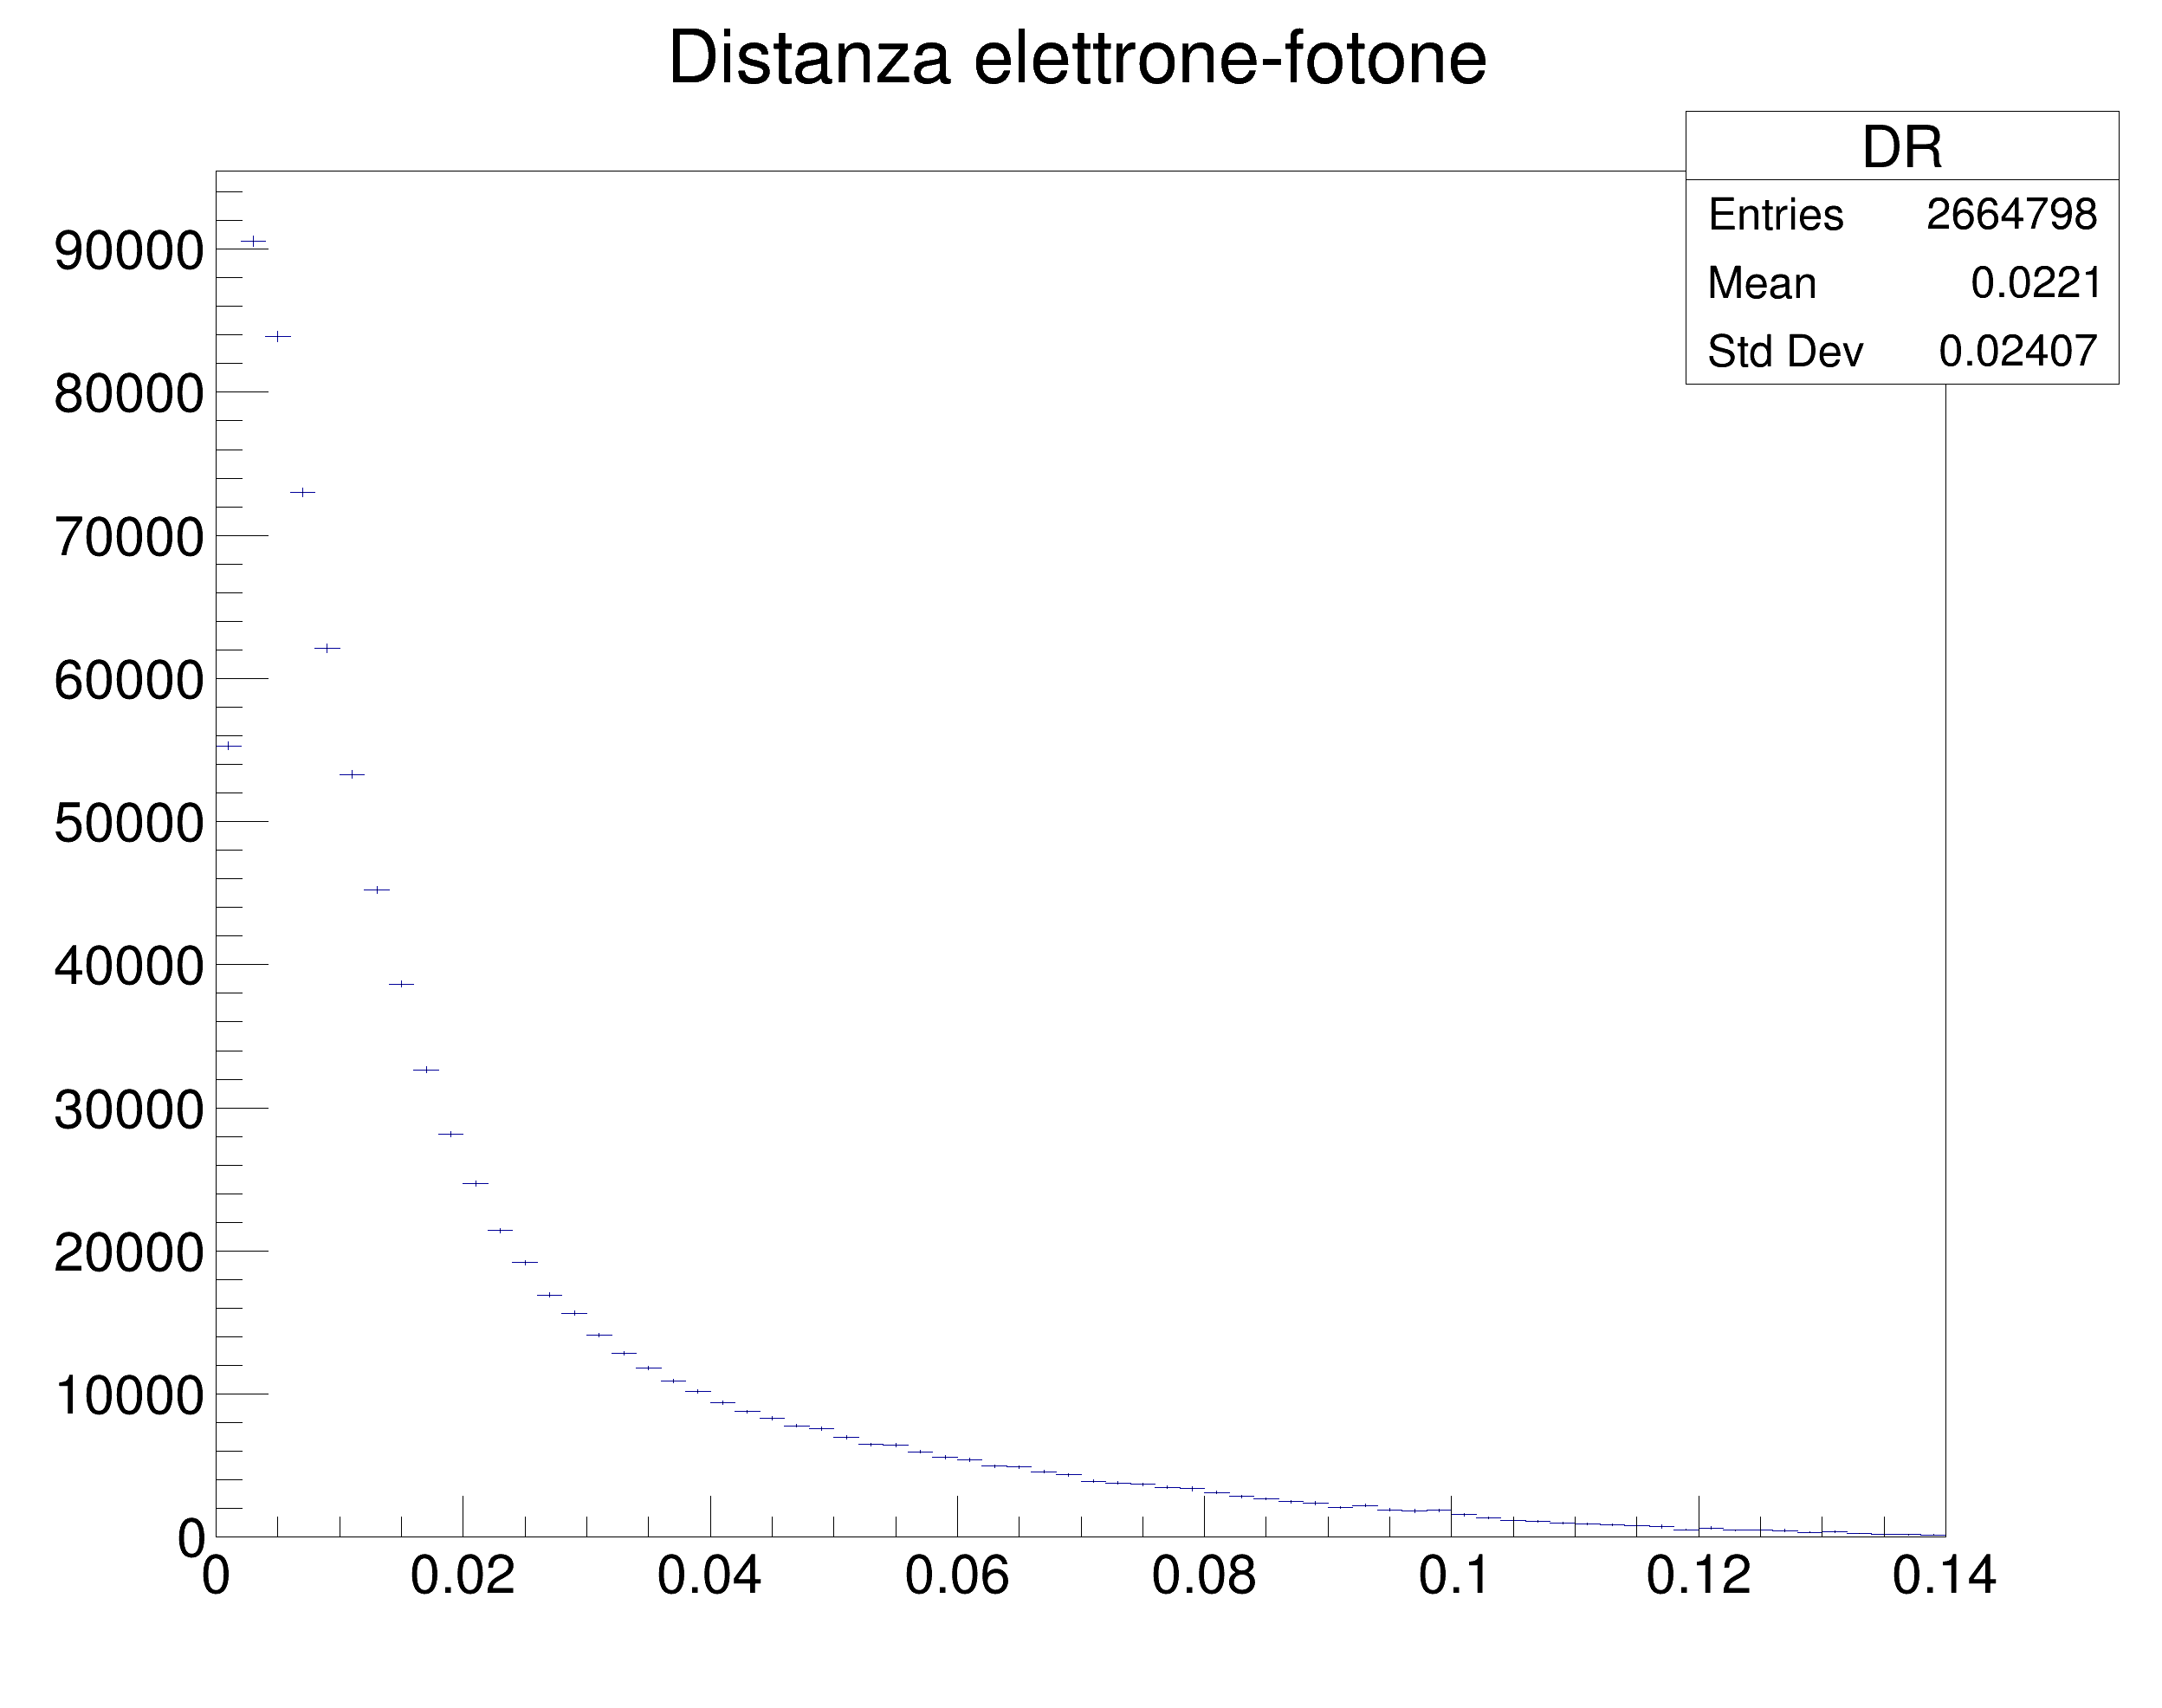 Distanza elettrone-fotone
DR
Entries 2664798
Mean 0.0221
Std Dev 0.02407
90000
80000
70000
60000
50000
40000
30000
20000
10000
0
0 0.02 0.04 0.06 0.08 0.1 0.12 0.14